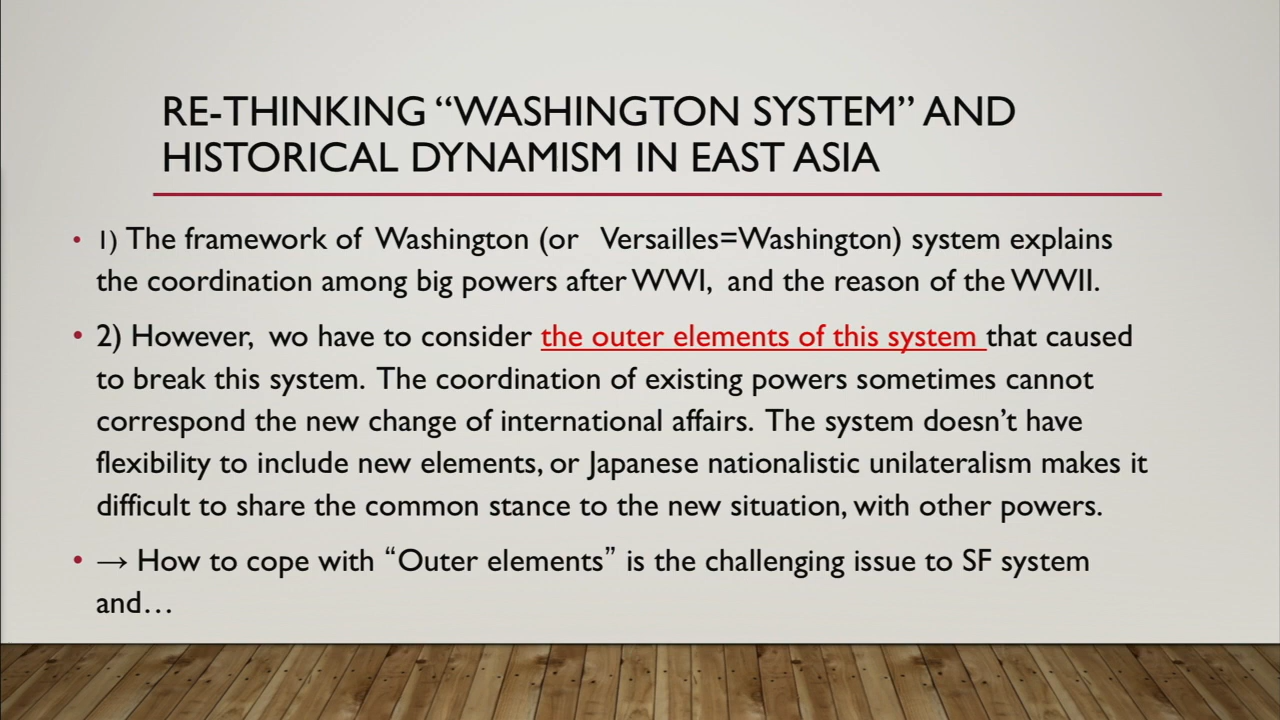 RE-THINKING “WASHINGTON SYSTEM” AND
HISTORICAL DYNAMISM IN EAST ASIA
• 1) The framework of Washington (or Versailles=Washington) system explains
the coordination among big powers after WWI, and the reason of the WWII.
• 2) However, wo have to consider the outer elements of this system that caused
to break this system. The coordination of existing powers sometimes cannot
correspond the new change of international affairs. The system doesn’t have
flexibility to include new elements, or Japanese nationalistic unilateralism makes it
difficult to share the common stance to the new situation, with other powers.
• → How to cope with “Outer elements” is the challenging issue to SF system
and…